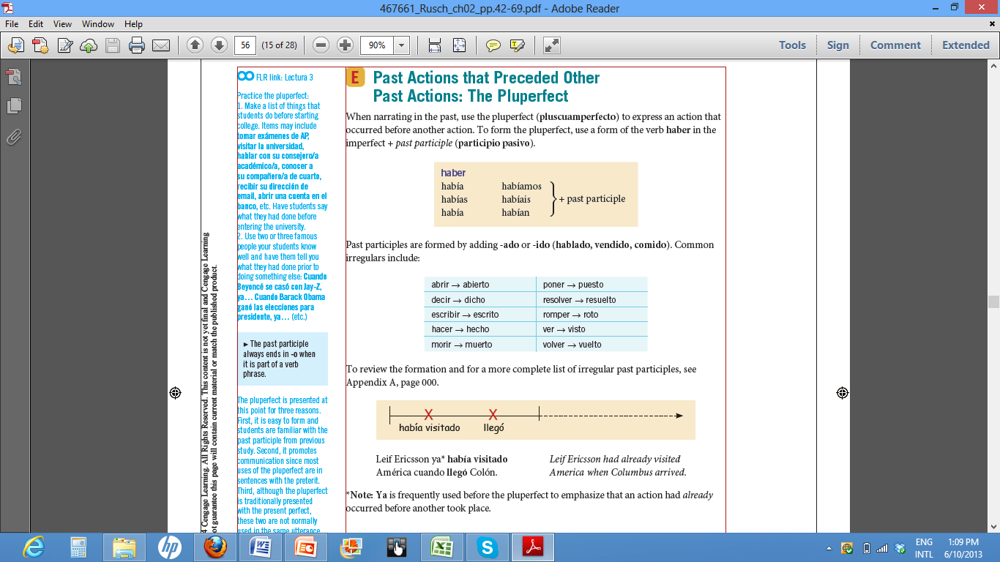 467661_Rusch_ch02_pp.42-69.pdf - Adobe Reader
File Edit View Window Help
56 (15 of 28) 90% Tools Sign Comment Extended
FLR link: Lectura 3
Practice the pluperfect:
1. Make a list of things that
students do before starting
college. Items may include
tomar exámenes de AP,
visitar la universidad,
hablar con su consejero/a
académico/a, conocer a
su compañero/a de cuarto,
recibir su dirección de
email, abrir una cuenta en el
banco, etc. Have students say
what they had done before
entering the university.
2. Use two or three famous
people your students know
well and have them tell you
what they had done prior to
doing something else: Cuando
Beyoncé se casó con Jay-Z,
ya… Cuando Barack Obama
ganó las elecciones para
presidente, ya… (etc.)
► The past participle
always ends in -o when
it is part of a verb
phrase.
The pluperfect is presented at
this point for three reasons.
First, it is easy to form and
students are familiar with the
past participle from previous
study. Second, it promotes
communication since most
uses of the pluperfect are in
sentences with the preterit.
Third, although the pluperfect
is traditionally presented
with the present perfect,
these two are not normally
used in the same utterance
4 Cengage Learning. All Rights Reserved. This content is not yet final and Cengage Learning
ot guarantee this page will contain current material or match the published product.
E Past Actions that Preceded Other
Past Actions: The Pluperfect
When narrating in the past, use the pluperfect (pluscuamperfecto) to express an action that
occurred before another action. To form the pluperfect, use a form of the verb haber in the
imperfect + past participle (participio pasivo).
haber
había habíamos
habías habíais + past participle
había habían
Past participles are formed by adding -ado or -ido (hablado, vendido, comido). Common
irregulars include:
abrir → abierto poner → puesto
decir → dicho resolver → resuelto
escribir → escrito romper → roto
hacer → hecho ver → visto
morir → muerto volver → vuelto
To review the formation and for a more complete list of irregular past participles, see
Appendix A, page 000.
X X
había visitado llegó
Leif Ericsson ya* había visitado Leif Ericsson had already visited
América cuando llegó Colón. America when Columbus arrived.
*Note: Ya is frequently used before the pluperfect to emphasize that an action had already
occurred before another took place.
hp
ENG 1:09 PM
INTL 6/10/2013